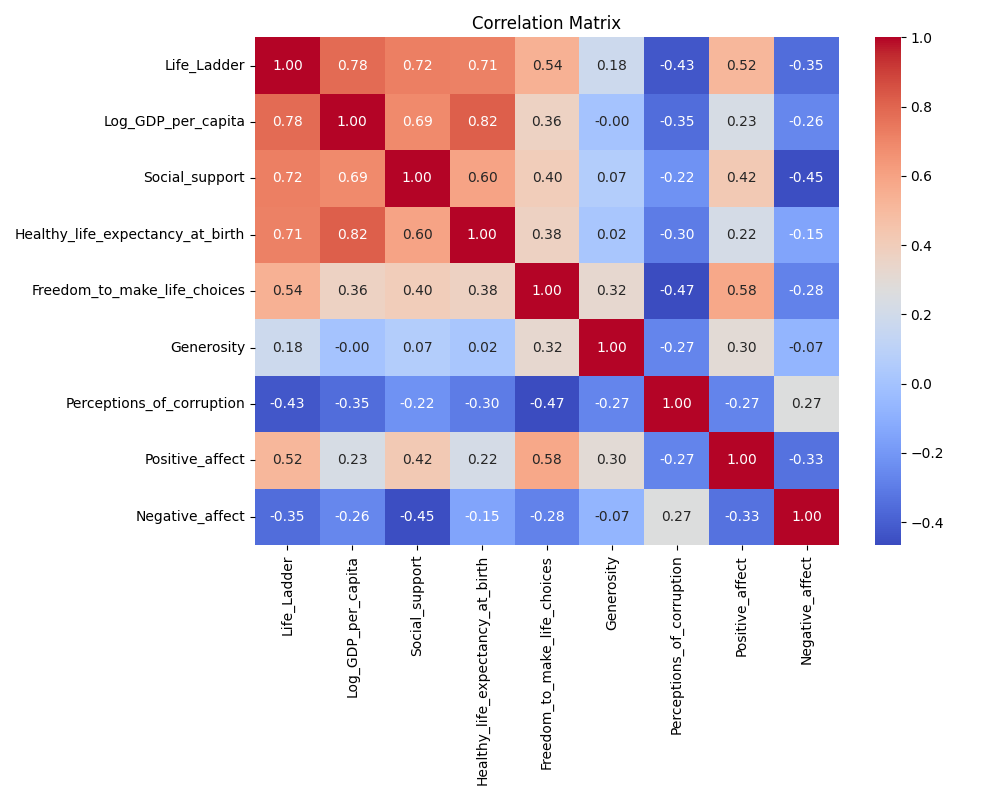 Correlation Matrix
Life_Ladder 1.00 0.78 0.72 0.71 0.54 0.18 -0.43 0.52 -0.35
Log_GDP_per_capita 0.78 1.00 0.69 0.82 0.36 -0.00 -0.35 0.23 -0.26
Social_support 0.72 0.69 1.00 0.60 0.40 0.07 -0.22 0.42 -0.45
Healthy_life_expectancy_at_birth 0.71 0.82 0.60 1.00 0.38 0.02 -0.30 0.22 -0.15
Freedom_to_make_life_choices 0.54 0.36 0.40 0.38 1.00 0.32 -0.47 0.58 -0.28
Generosity 0.18 -0.00 0.07 0.02 0.32 1.00 -0.27 0.30 -0.07
Perceptions_of_corruption -0.43 -0.35 -0.22 -0.30 -0.47 -0.27 1.00 -0.27 0.27
Positive_affect 0.52 0.23 0.42 0.22 0.58 0.30 -0.27 1.00 -0.33
Negative_affect -0.35 -0.26 -0.45 -0.15 -0.28 -0.07 0.27 -0.33 1.00
Life_Ladder
Log_GDP_per_capita
Social_support
Healthy_life_expectancy_at_birth
Freedom_to_make_life_choices
Generosity
Perceptions_of_corruption
Positive_affect
Negative_affect
1.0
0.8
0.6
0.4
0.2
0.0
−0.2
−0.4